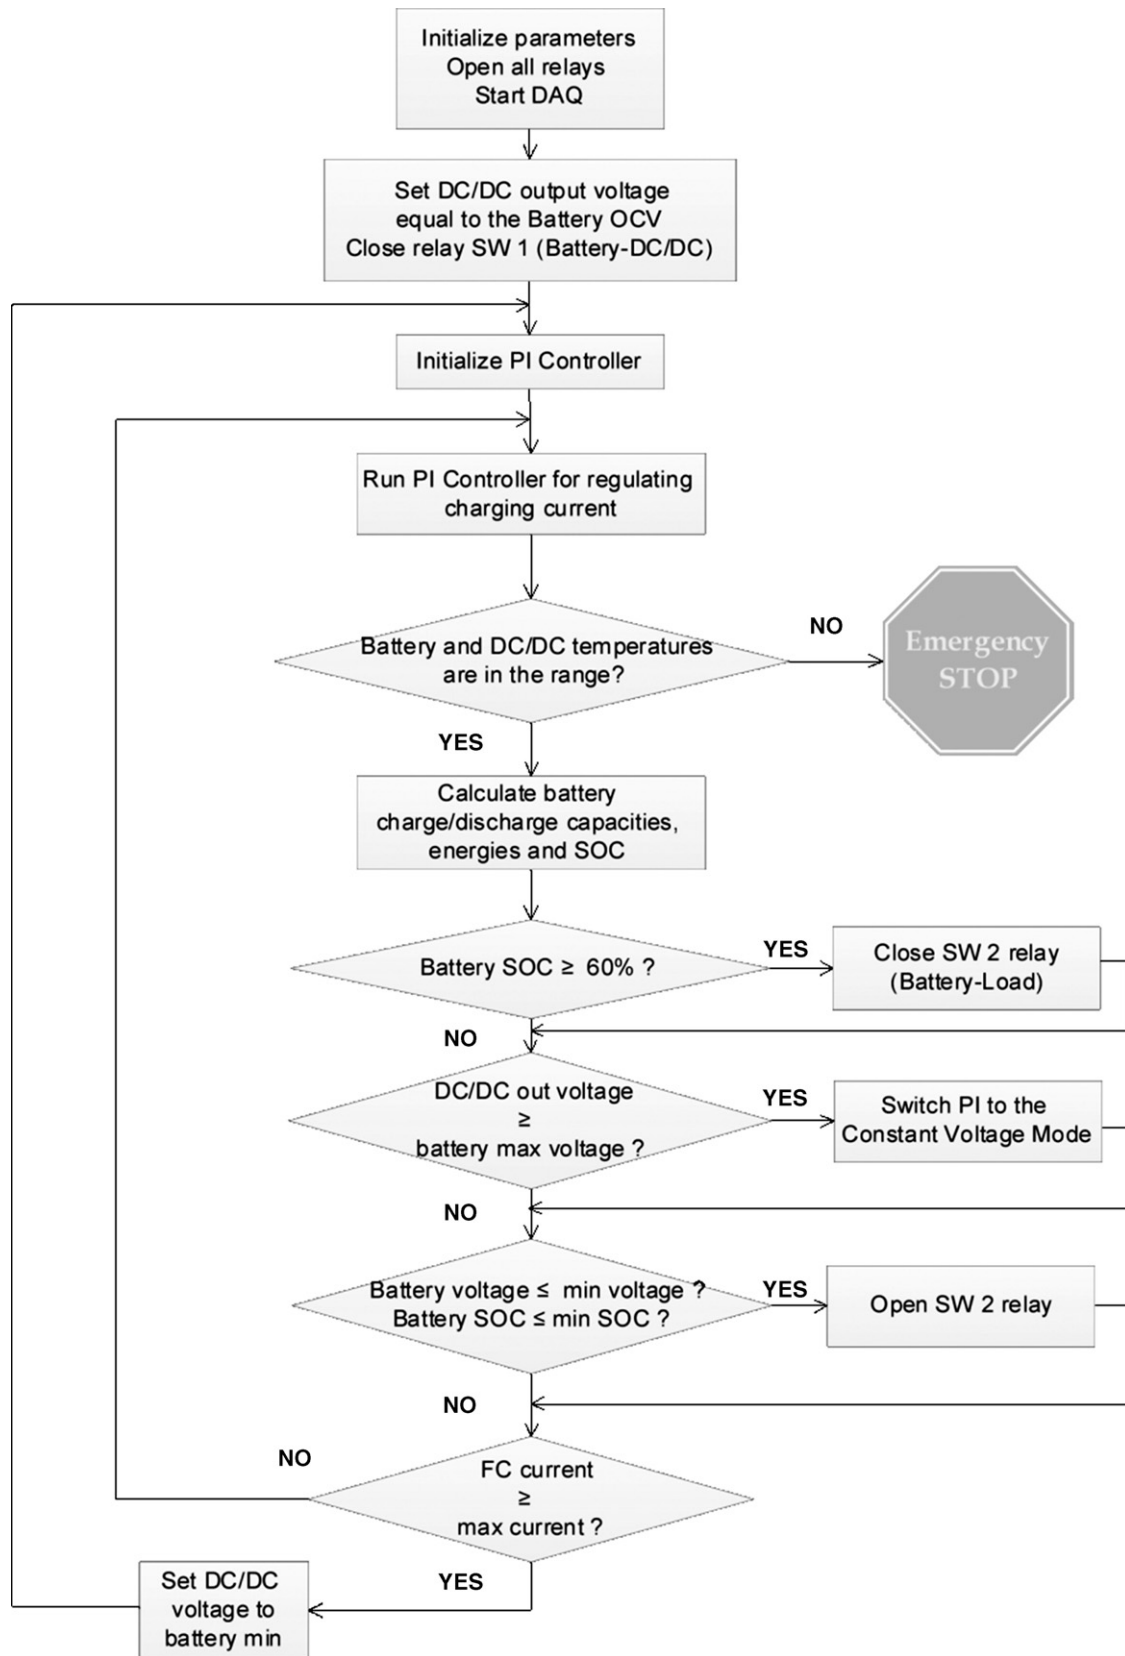 Initialize parameters
Open all relays
Start DAQ
Set DC/DC output voltage
equal to the Battery OCV
Close relay SW 1 (Battery-DC/DC)
Initialize PI Controller
Run PI Controller for regulating
charging current
Battery and DC/DC temperatures
are in the range?
NO
Emergency
STOP
YES
Calculate battery
charge/discharge capacities,
energies and SOC
Battery SOC ≥ 60% ?
YES
Close SW 2 relay
(Battery-Load)
NO
DC/DC out voltage
≥
battery max voltage ?
YES
Switch PI to the
Constant Voltage Mode
NO
Battery voltage ≤ min voltage ?
Battery SOC ≤ min SOC ?
YES
Open SW 2 relay
NO
FC current
≥
max current ?
NO
YES
Set DC/DC
voltage to
battery min